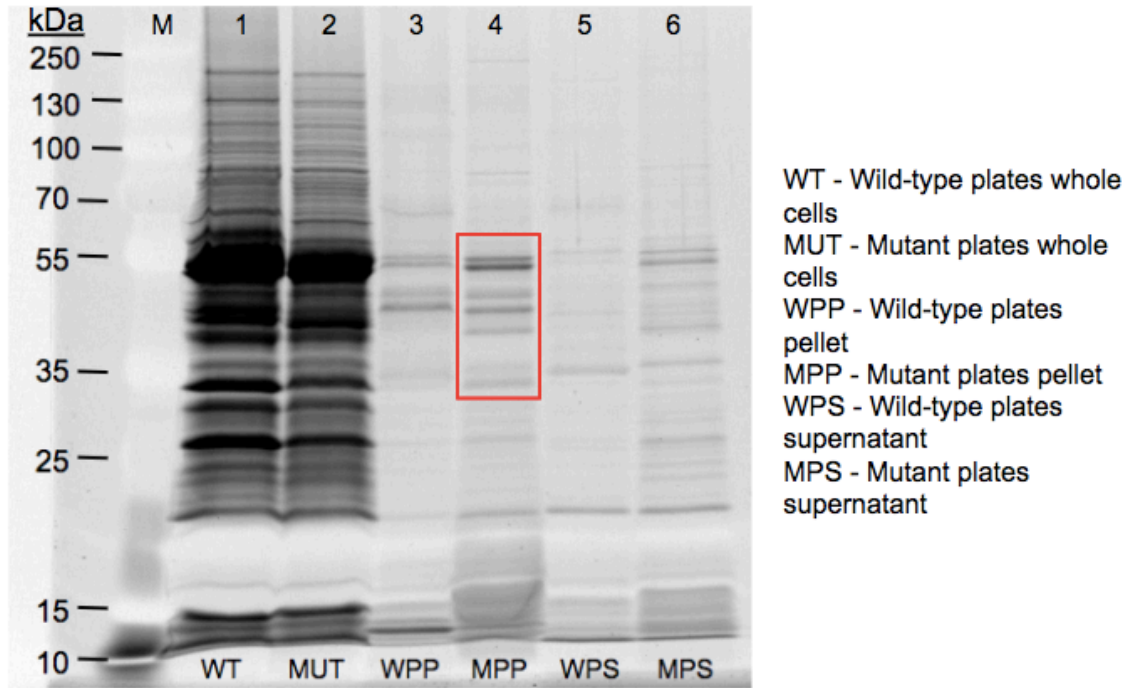 kDa M 1 2 3 4 5 6
250
130
100
70
55
35
25
15
10
WT MUT WPP MPP WPS MPS
WT - Wild-type plates whole
cells
MUT - Mutant plates whole
cells
WPP - Wild-type plates
pellet
MPP - Mutant plates pellet
WPS - Wild-type plates
supernatant
MPS - Mutant plates
supernatant